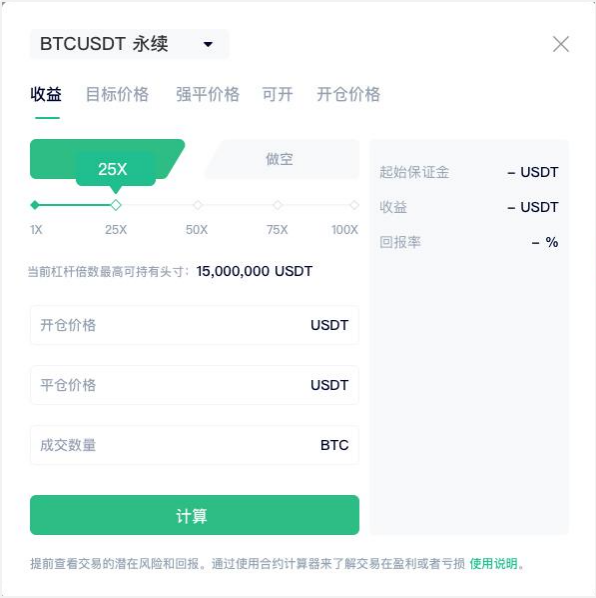 BTCUSDT 永续
收益 目标价格 强平价格 可开 开仓价格
25X 做空
1X 25X 50X 75X 100X
当前杠杆倍数最高可持有头寸: 15,000,000 USDT
开仓价格 USDT
平仓价格 USDT
成交数量 BTC
计算
起始保证金 – USDT
收益 – USDT
回报率 – %
提前查看交易的潜在风险和回报。通过使用合约计算器来了解交易在盈利或者亏损 使用说明。